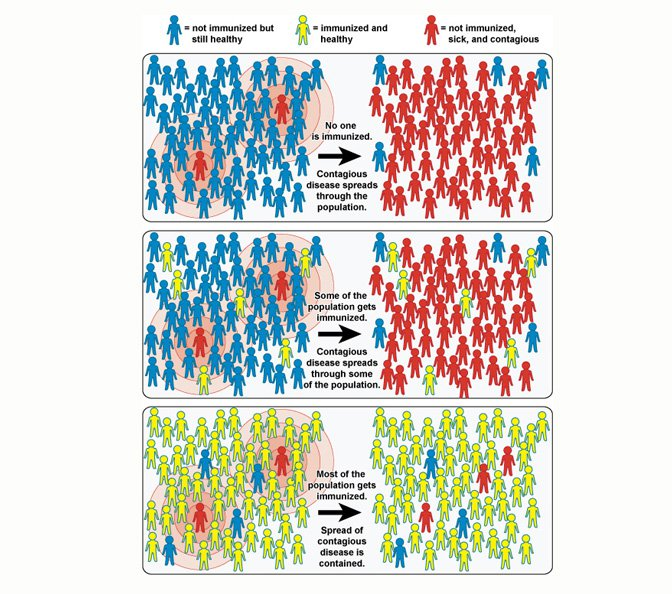 = not immunized but
still healthy
= immunized and
healthy
= not immunized,
sick, and contagious
No one
is immunized.
Contagious
disease spreads
through the
population.
Some of the
population gets
immunized.
Contagious
disease spreads
through some
of the population.
Most of the
population gets
immunized.
Spread of
contagious
disease is
contained.